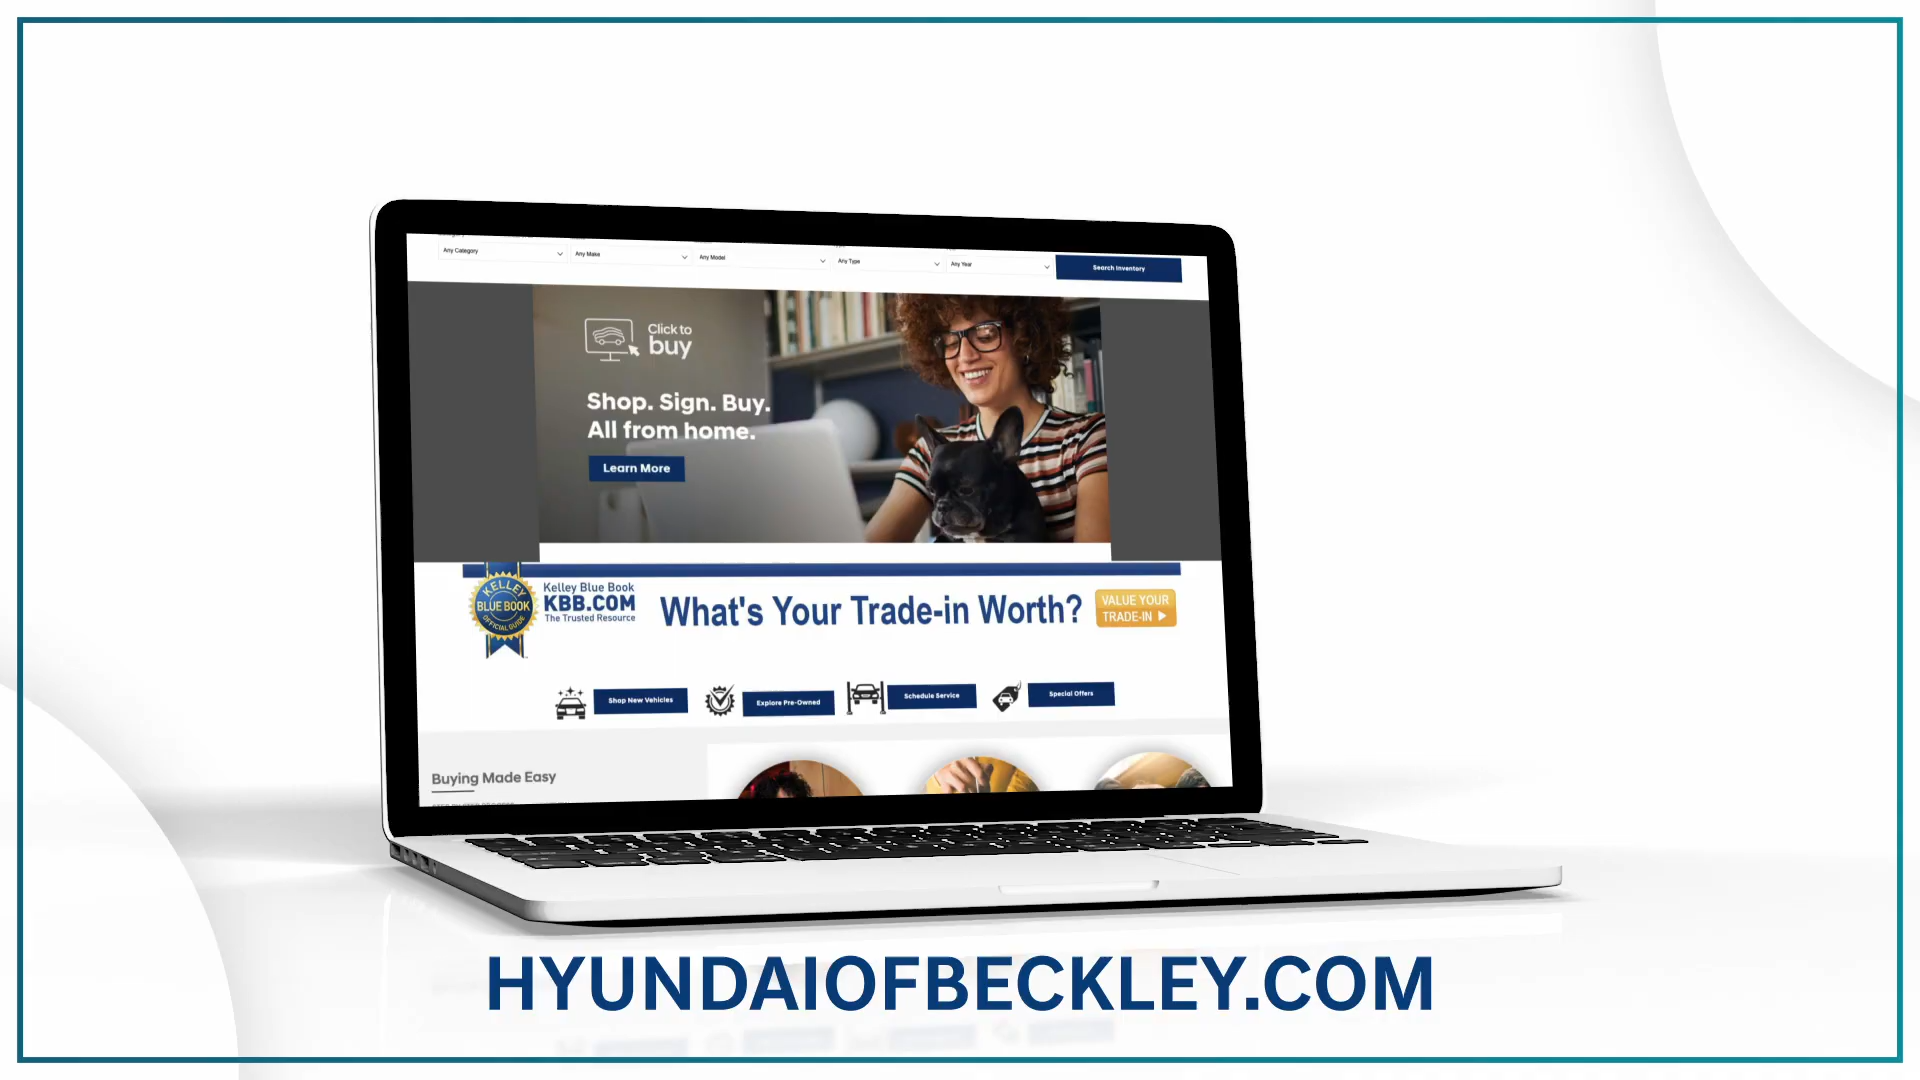 Any Category
Any Make
Any Model
Any Type
Any Year
Search Inventory
Click to
buy
Shop. Sign. Buy.
All from home.
Learn More
KELLEY
BLUE BOOK
OFFICIAL GUIDE
Kelley Blue Book
KBB.COM
The Trusted Resource
What's Your Trade-in Worth?
VALUE YOUR
TRADE-IN
Shop New Vehicles
Explore Pre-Owned
Schedule Service
Special Offers
Buying Made Easy
HYUNDAIOFBECKLEY.COM